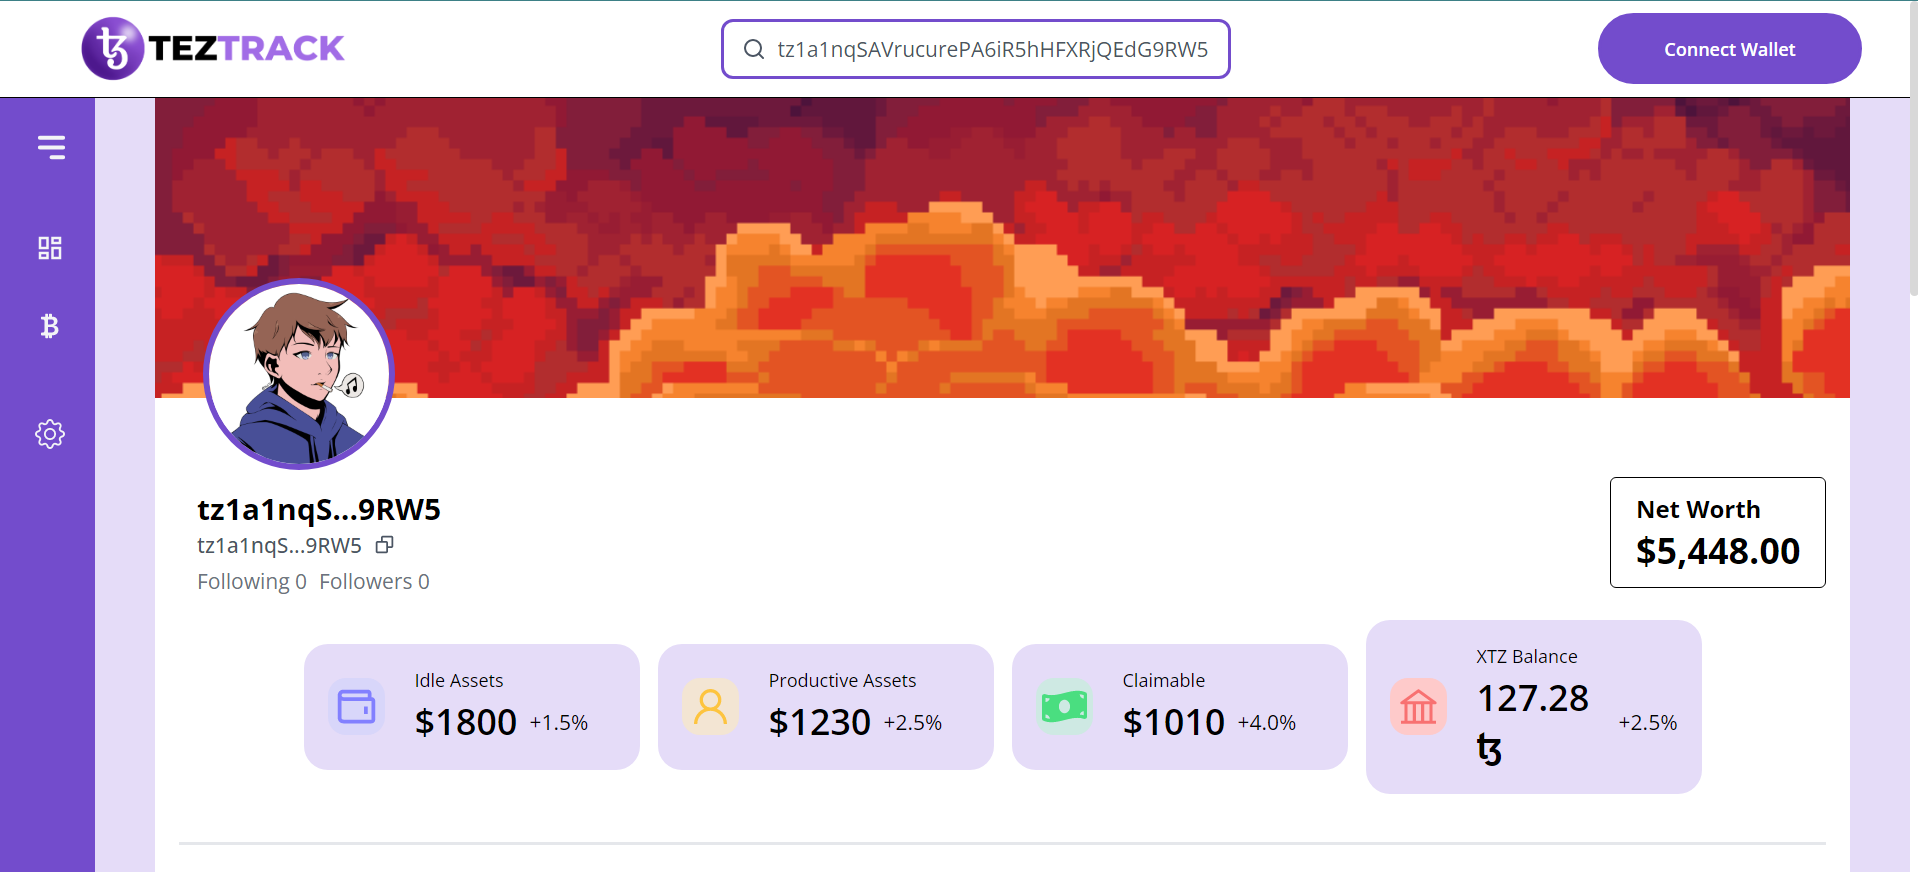 TEZTRACK
tz1a1nqSAVrucurePA6iR5hHFXRjQEdG9RW5
Connect Wallet
tz1a1nqS...9RW5
tz1a1nqS...9RW5
Following 0 Followers 0
Net Worth
$5,448.00
Idle Assets
$1800 +1.5%
Productive Assets
$1230 +2.5%
Claimable
$1010 +4.0%
XTZ Balance
127.28
ꜩ
+2.5%